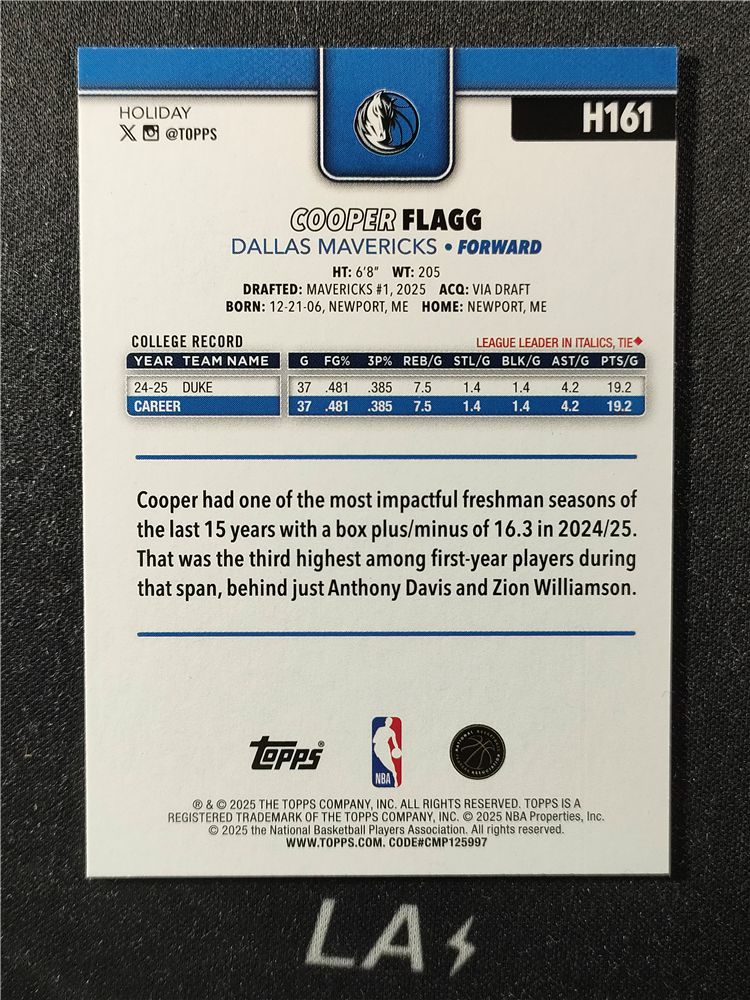 HOLIDAY
X @TOPPS
H161
COOPER FLAGG
DALLAS MAVERICKS • FORWARD
HT: 6'8" WT: 205
DRAFTED: MAVERICKS #1, 2025 ACQ: VIA DRAFT
BORN: 12-21-06, NEWPORT, ME HOME: NEWPORT, ME
COLLEGE RECORD LEAGUE LEADER IN ITALICS, TIE◆
YEAR TEAM NAME G FG% 3P% REB/G STL/G BLK/G AST/G PTS/G
24-25 DUKE 37 .481 .385 7.5 1.4 1.4 4.2 19.2
CAREER 37 .481 .385 7.5 1.4 1.4 4.2 19.2
Cooper had one of the most impactful freshman seasons of
the last 15 years with a box plus/minus of 16.3 in 2024/25.
That was the third highest among first-year players during
that span, behind just Anthony Davis and Zion Williamson.
Topps®
NBA
NATIONAL BASKETBALL PLAYERS ASSOCIATION
® & © 2025 THE TOPPS COMPANY, INC. ALL RIGHTS RESERVED. TOPPS IS A
REGISTERED TRADEMARK OF THE TOPPS COMPANY, INC. © 2025 NBA Properties, Inc.
© 2025 the National Basketball Players Association. All rights reserved.
WWW.TOPPS.COM. CODE#CMP125997
LA